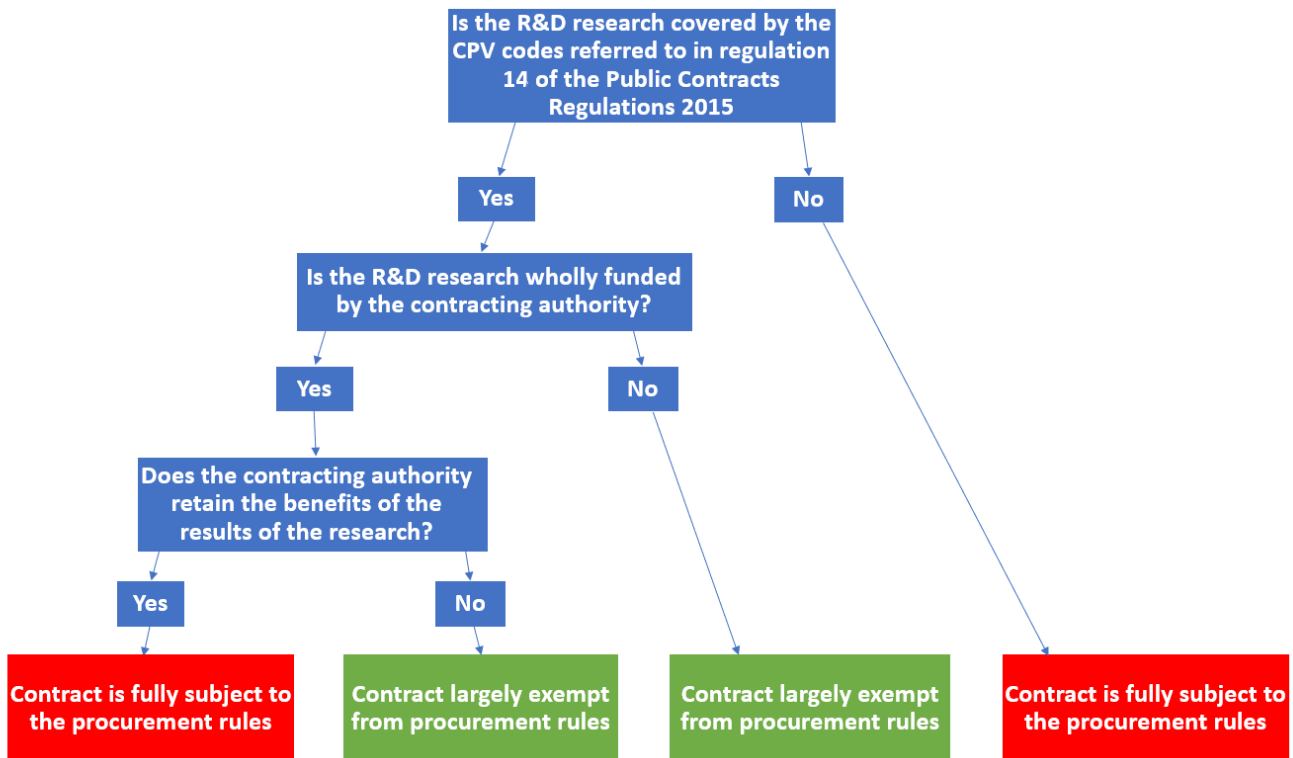 Is the R&D research covered by the
CPV codes referred to in regulation
14 of the Public Contracts
Regulations 2015
Yes
No
Is the R&D research wholly funded
by the contracting authority?
Yes
No
Does the contracting authority
retain the benefits of the
results of the research?
Yes
No
Contract is fully subject to
the procurement rules
Contract largely exempt
from procurement rules
Contract largely exempt
from procurement rules
Contract is fully subject to
the procurement rules